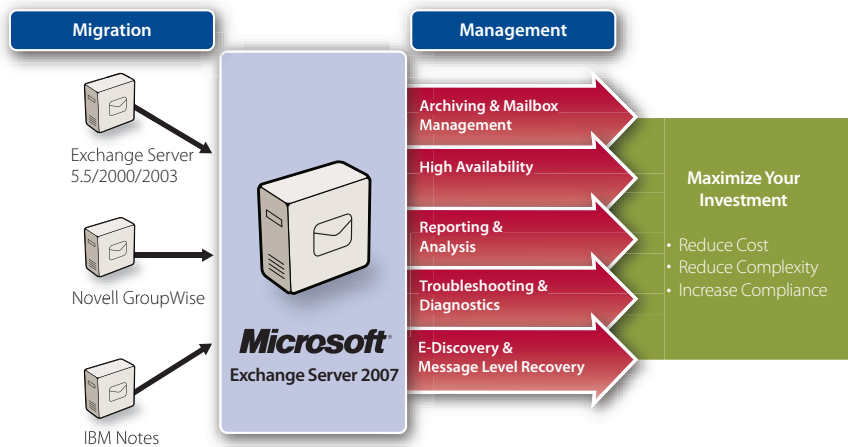 Migration
Management
Exchange Server
5.5/2000/2003
Novell GroupWise
IBM Notes
Microsoft®
Exchange Server 2007
Archiving & Mailbox
Management
High Availability
Reporting &
Analysis
Troubleshooting &
Diagnostics
E-Discovery &
Message Level Recovery
Maximize Your
Investment
• Reduce Cost
• Reduce Complexity
• Increase Compliance